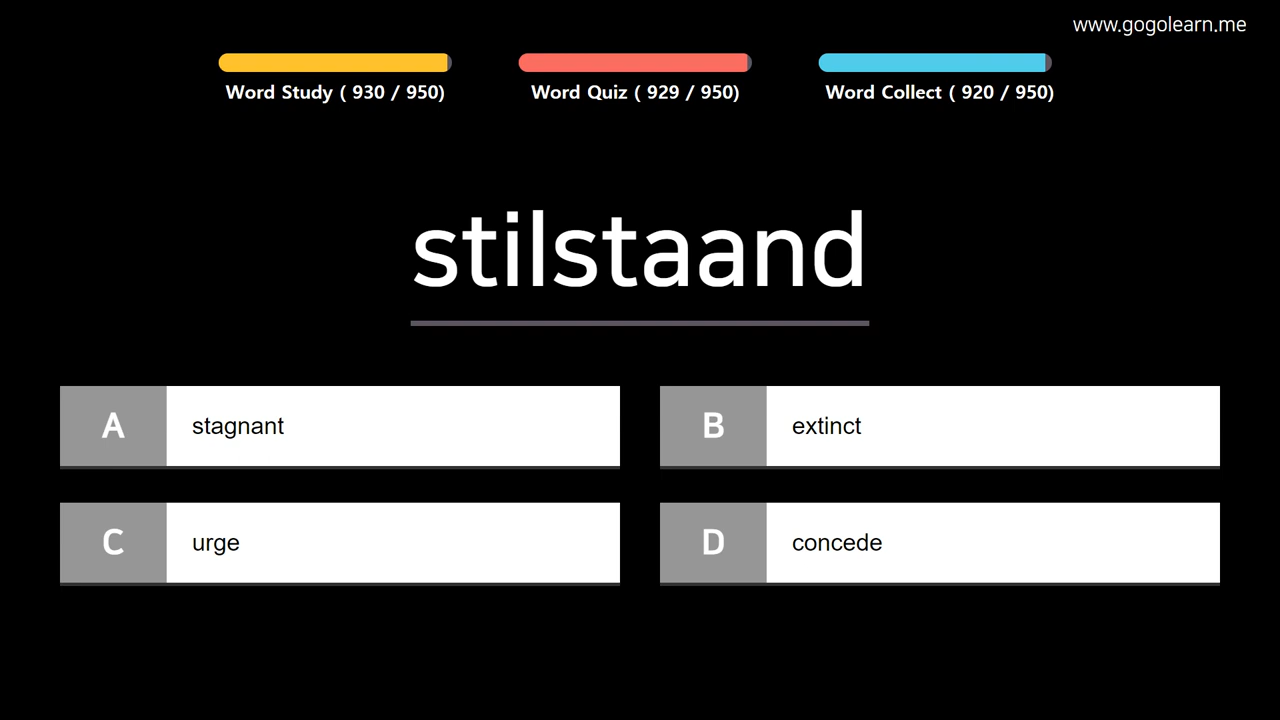 www.gogolearn.me
Word Study ( 930 / 950)
Word Quiz ( 929 / 950)
Word Collect ( 920 / 950)
stilstaand
A stagnant
B extinct
C urge
D concede